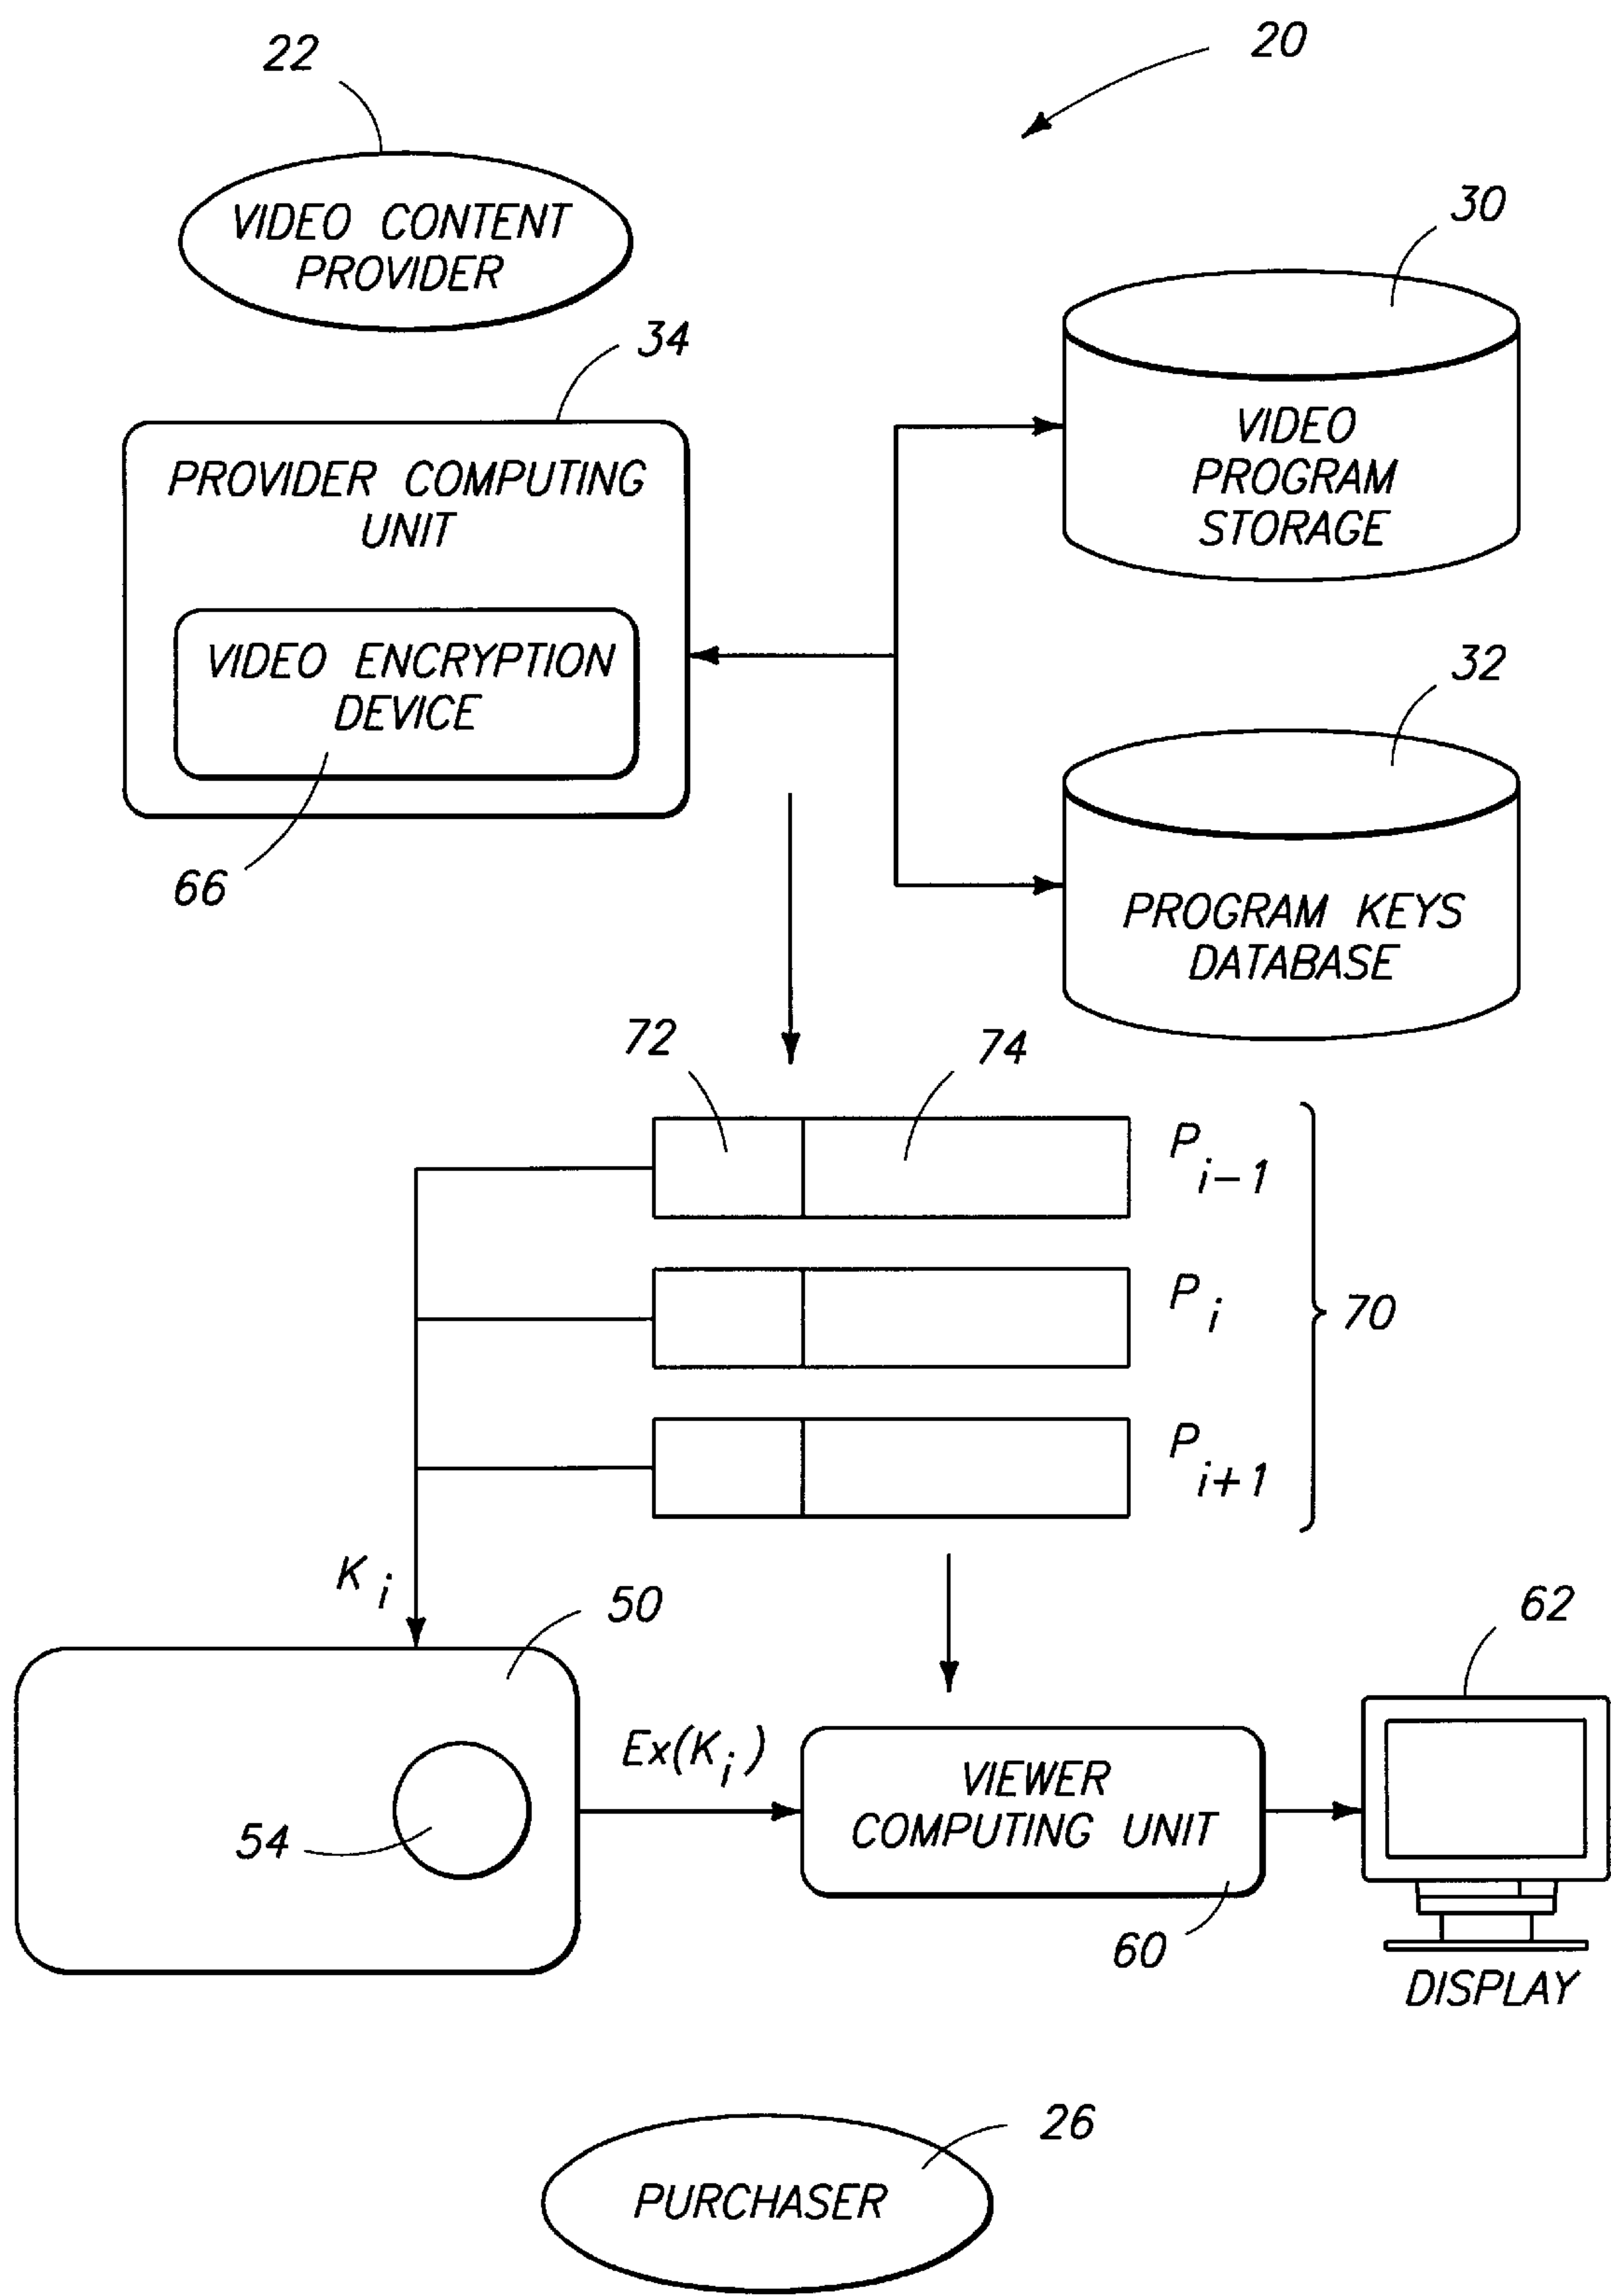 20
22
VIDEO CONTENT
PROVIDER
30
34
VIDEO
PROGRAM
STORAGE
PROVIDER COMPUTING
UNIT
VIDEO ENCRYPTION
DEVICE
32
66
PROGRAM KEYS
DATABASE
72
74
P i-1
P i
70
P i+1
K i
50
62
Ex(K i)
VIEWER
COMPUTING UNIT
54
60
DISPLAY
26
PURCHASER